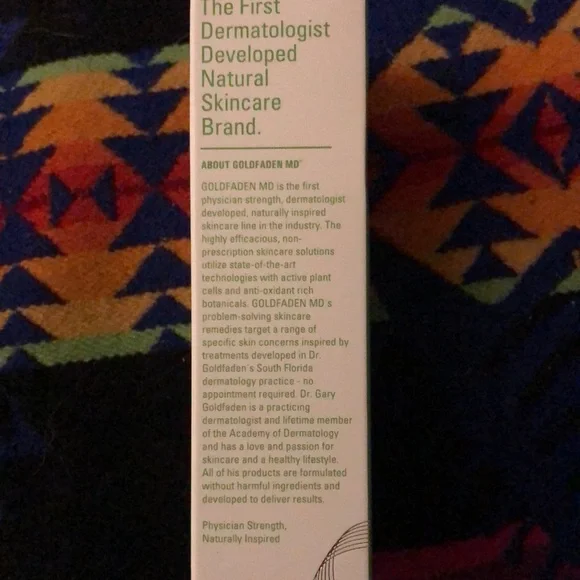 The First
Dermatologist
Developed
Natural
Skincare
Brand.
ABOUT GOLDFADEN MD®
GOLDFADEN MD is the first
physician strength, dermatologist
developed, naturally inspired
skincare line in the industry. The
highly efficacious, non-
prescription skincare solutions
utilize state-of-the-art
technologies with active plant
cells and anti-oxidant rich
botanicals. GOLDFADEN MD's
problem-solving skincare
remedies target a range of
specific skin concerns inspired by
treatments developed in Dr.
Goldfaden's South Florida
dermatology practice - no
appointment required. Dr. Gary
Goldfaden is a practicing
dermatologist and lifetime member
of the Academy of Dermatology
and has a love and passion for
skincare and a healthy lifestyle.
All of his products are formulated
without harmful ingredients and
developed to deliver results.
Physician Strength,
Naturally Inspired